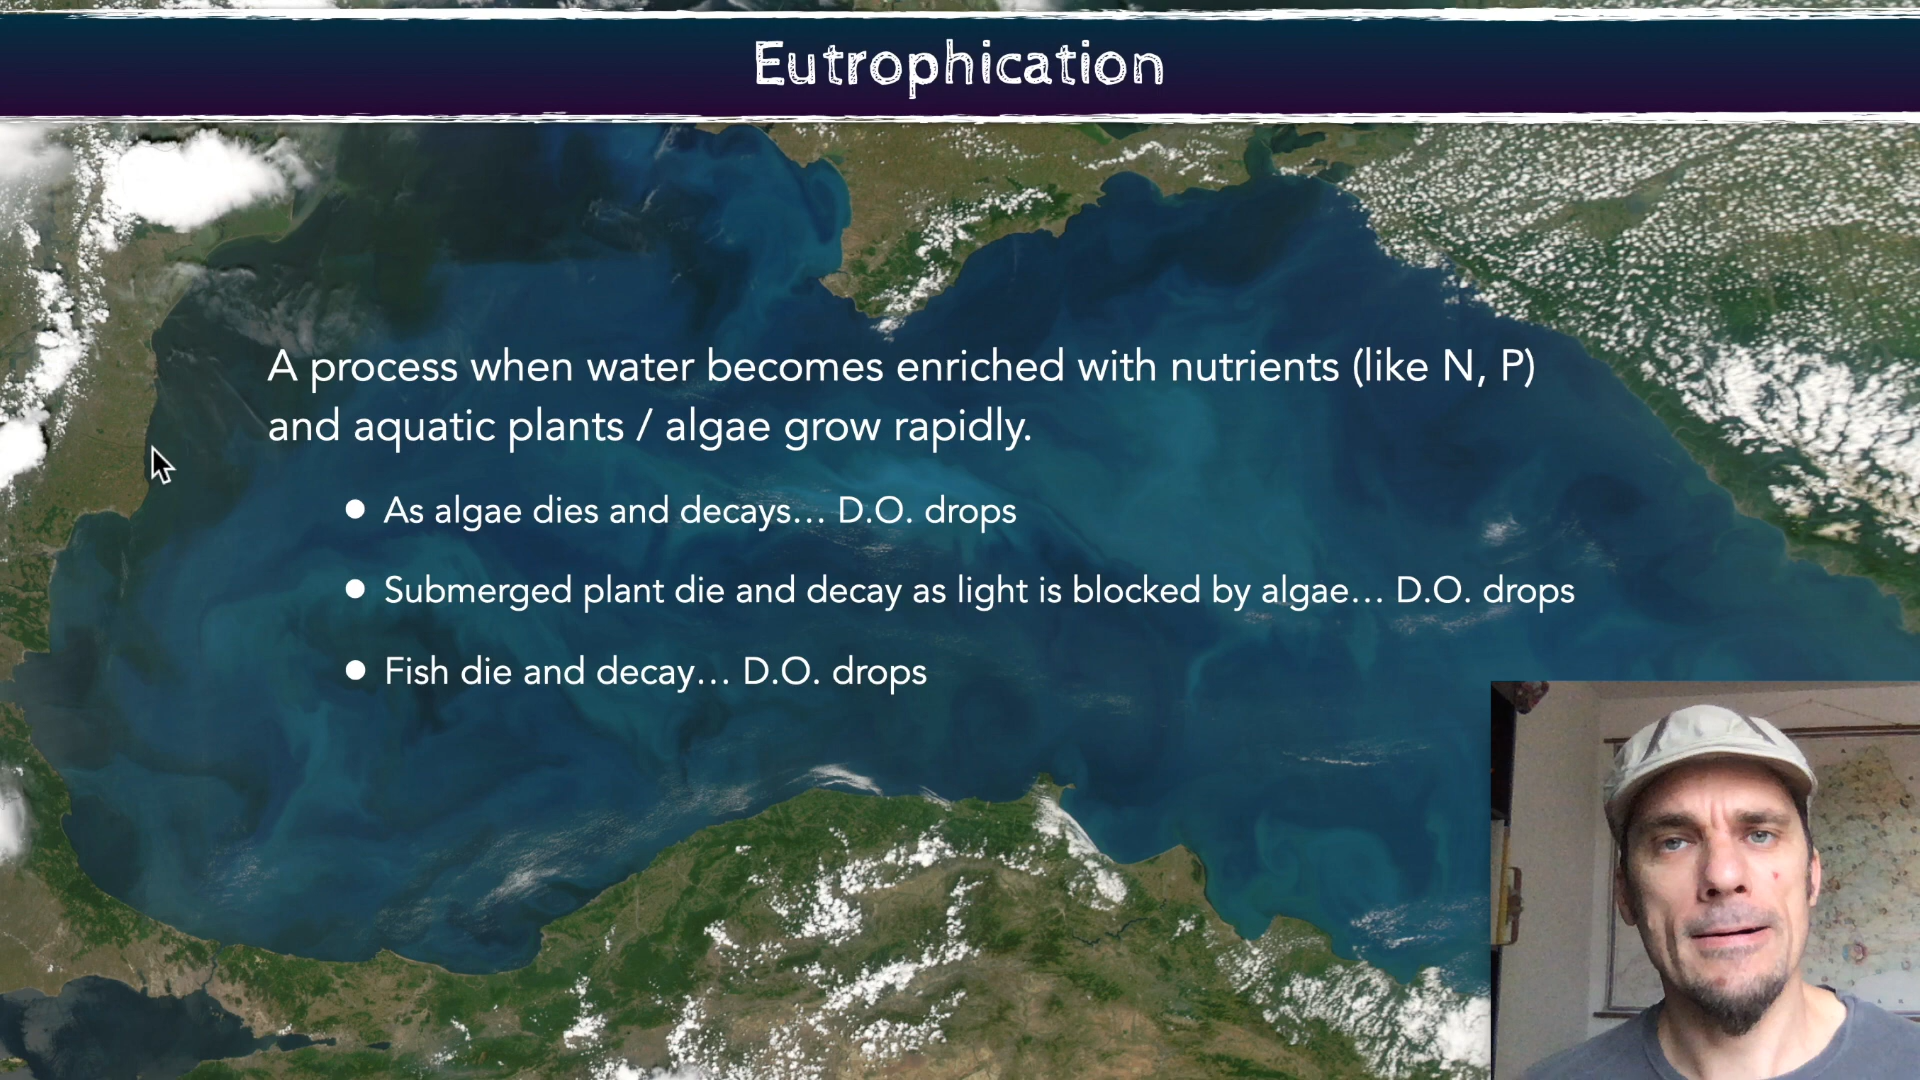 Eutrophication
A process when water becomes enriched with nutrients (like N, P)
and aquatic plants / algae grow rapidly.
● As algae dies and decays… D.O. drops
● Submerged plant die and decay as light is blocked by algae… D.O. drops
● Fish die and decay… D.O. drops